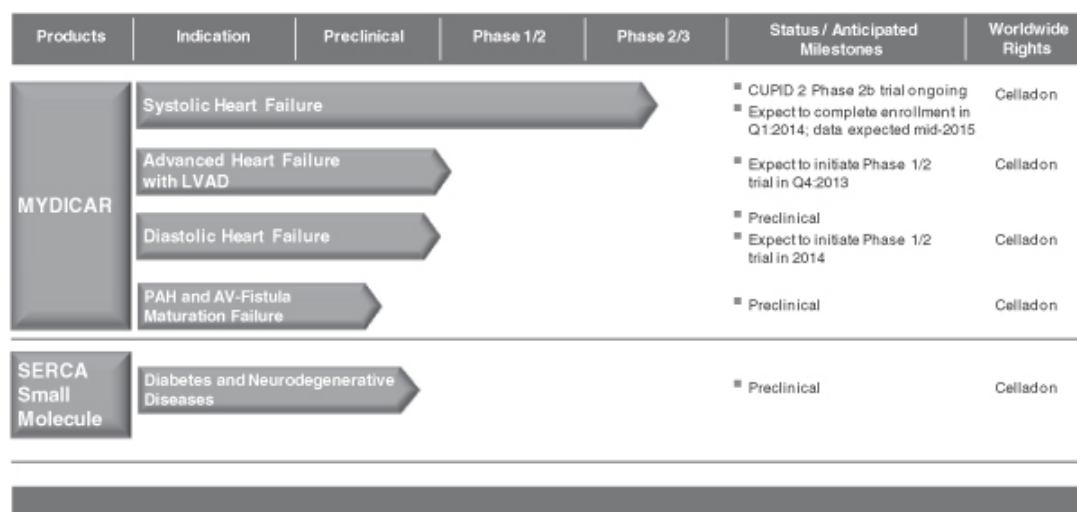 Products Indication Preclinical Phase 1/2 Phase 2/3 Status / Anticipated Milestones Worldwide Rights
MYDICAR
Systolic Heart Failure
CUPID 2 Phase 2b trial ongoing
Expect to complete enrollment in
Q1:2014; data expected mid-2015
Celladon
Advanced Heart Failure
with LVAD
Expect to initiate Phase 1/2
trial in Q4:2013
Celladon
Diastolic Heart Failure
Preclinical
Expect to initiate Phase 1/2
trial in 2014
Celladon
PAH and AV-Fistula
Maturation Failure
Preclinical
Celladon
SERCA
Small
Molecule
Diabetes and Neurodegenerative
Diseases
Preclinical
Celladon